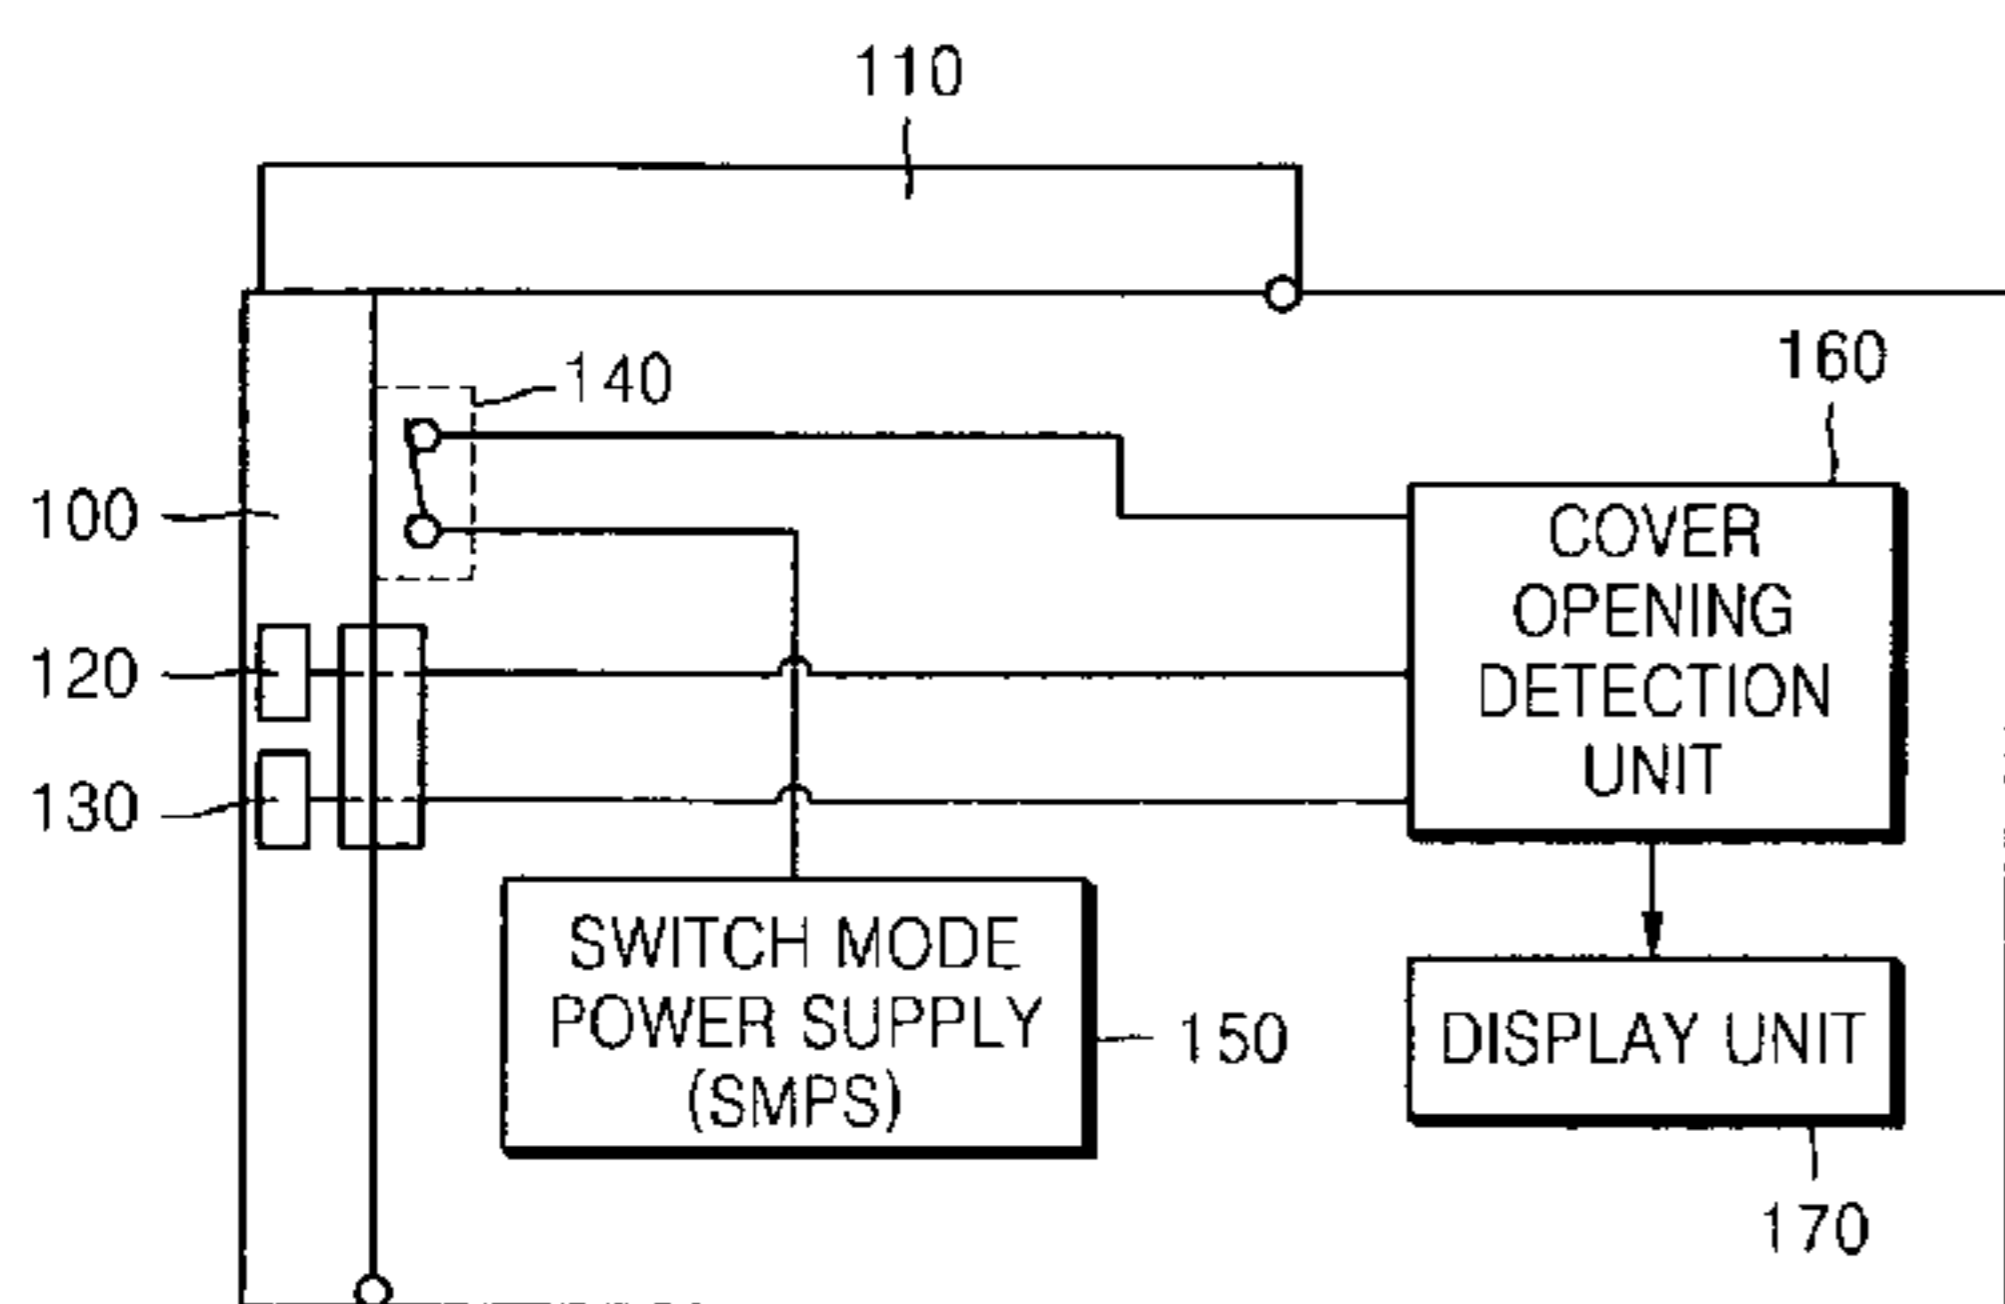 110
140
160
100
COVER
OPENING
DETECTION
UNIT
120
130
SWITCH MODE
POWER SUPPLY
(SMPS)
150
DISPLAY UNIT
170